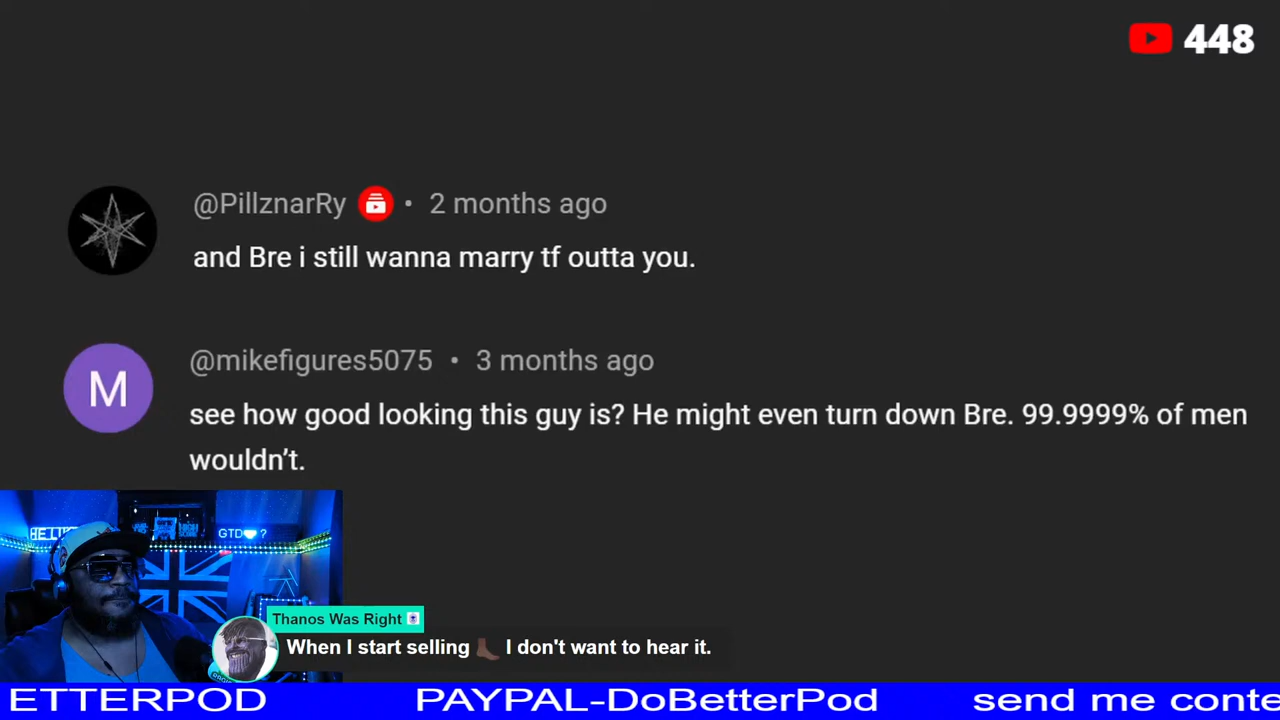 448
@PillznarRy • 2 months ago
and Bre i still wanna marry tf outta you.
@mikefigures5075 • 3 months ago
M
see how good looking this guy is? He might even turn down Bre. 99.9999% of men
wouldn't.
GTD ?
Thanos Was Right
When I start selling 🦶🏿 I don't want to hear it.
ETTERPOD PAYPAL-DoBetterPod send me conte